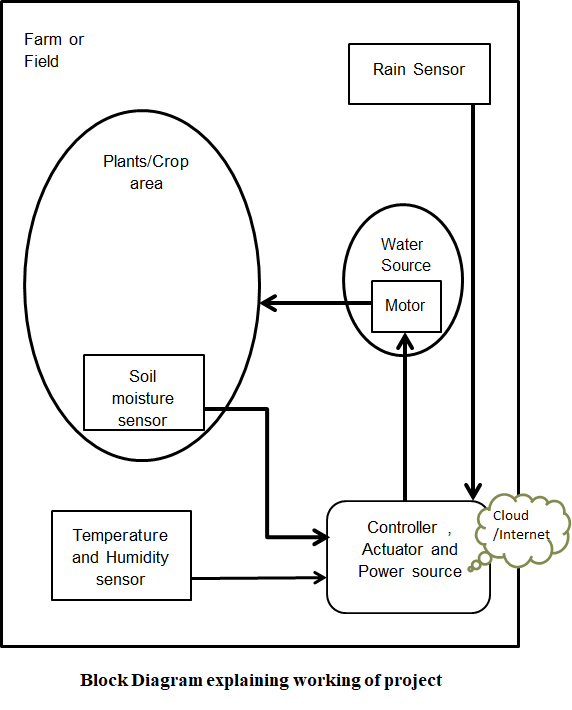 Farm or
Field
Rain Sensor
Plants/Crop
area
Water
Source
Motor
Soil
moisture
sensor
Cloud
/Internet
Controller ,
Actuator and
Power source
Temperature
and Humidity
sensor
Block Diagram explaining working of project